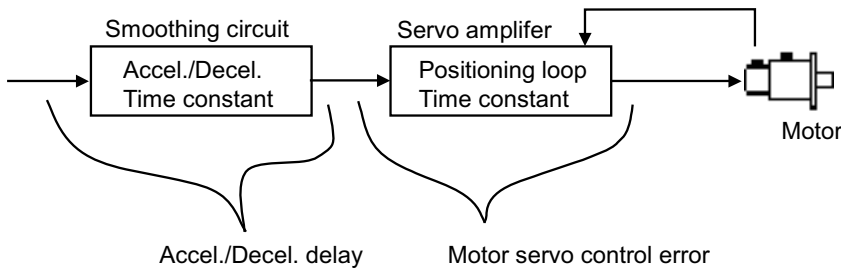 Smoothing circuit
Servo amplifer
Accel./Decel.
Time constant
Positioning loop
Time constant
Motor
Accel./Decel. delay
Motor servo control error